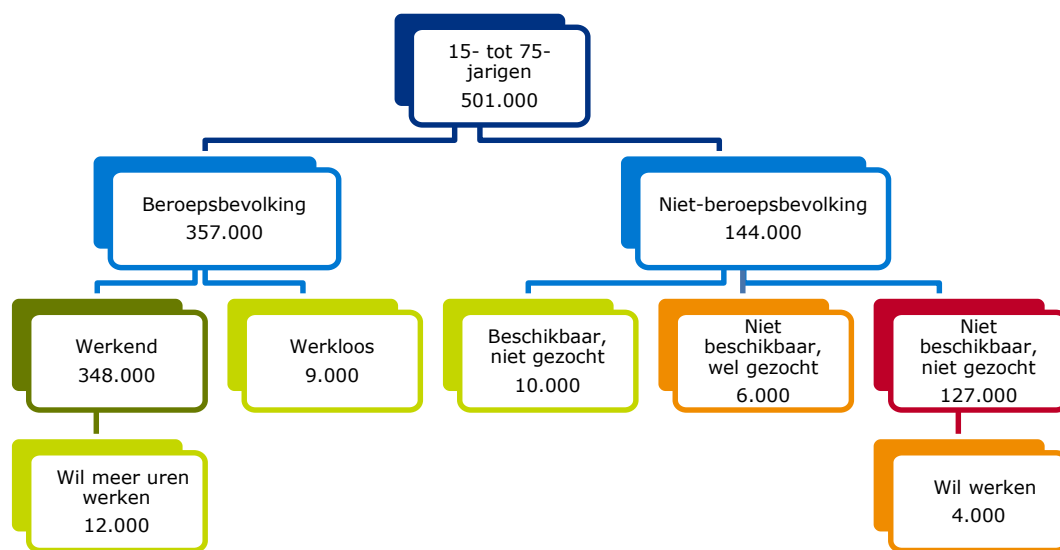 15- tot 75-
jarigen
501.000
Beroepsbevolking
357.000
Niet-beroepsbevolking
144.000
Werkend
348.000
Werkloos
9.000
Beschikbaar,
niet gezocht
10.000
Niet
beschikbaar,
wel gezocht
6.000
Niet
beschikbaar,
niet gezocht
127.000
Wil meer uren
werken
12.000
Wil werken
4.000